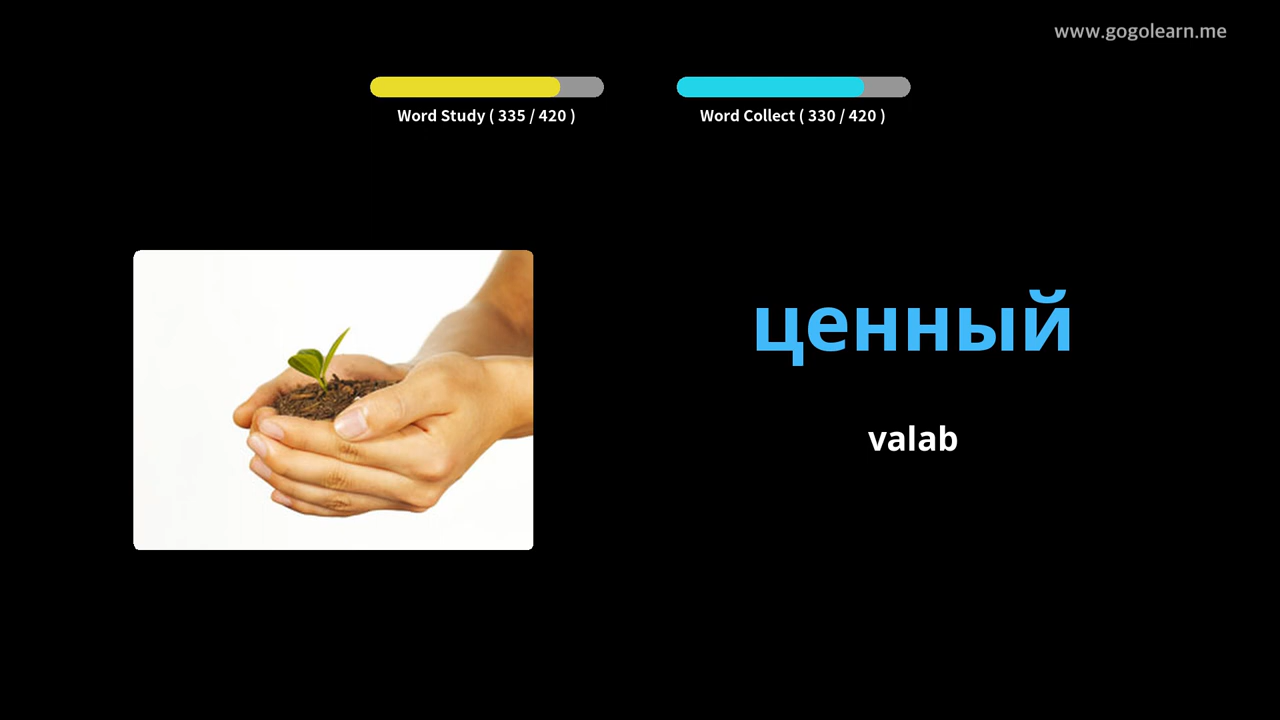 www.gogolearn.me
Word Study ( 335 / 420 )
Word Collect ( 330 / 420 )
ценный
valab